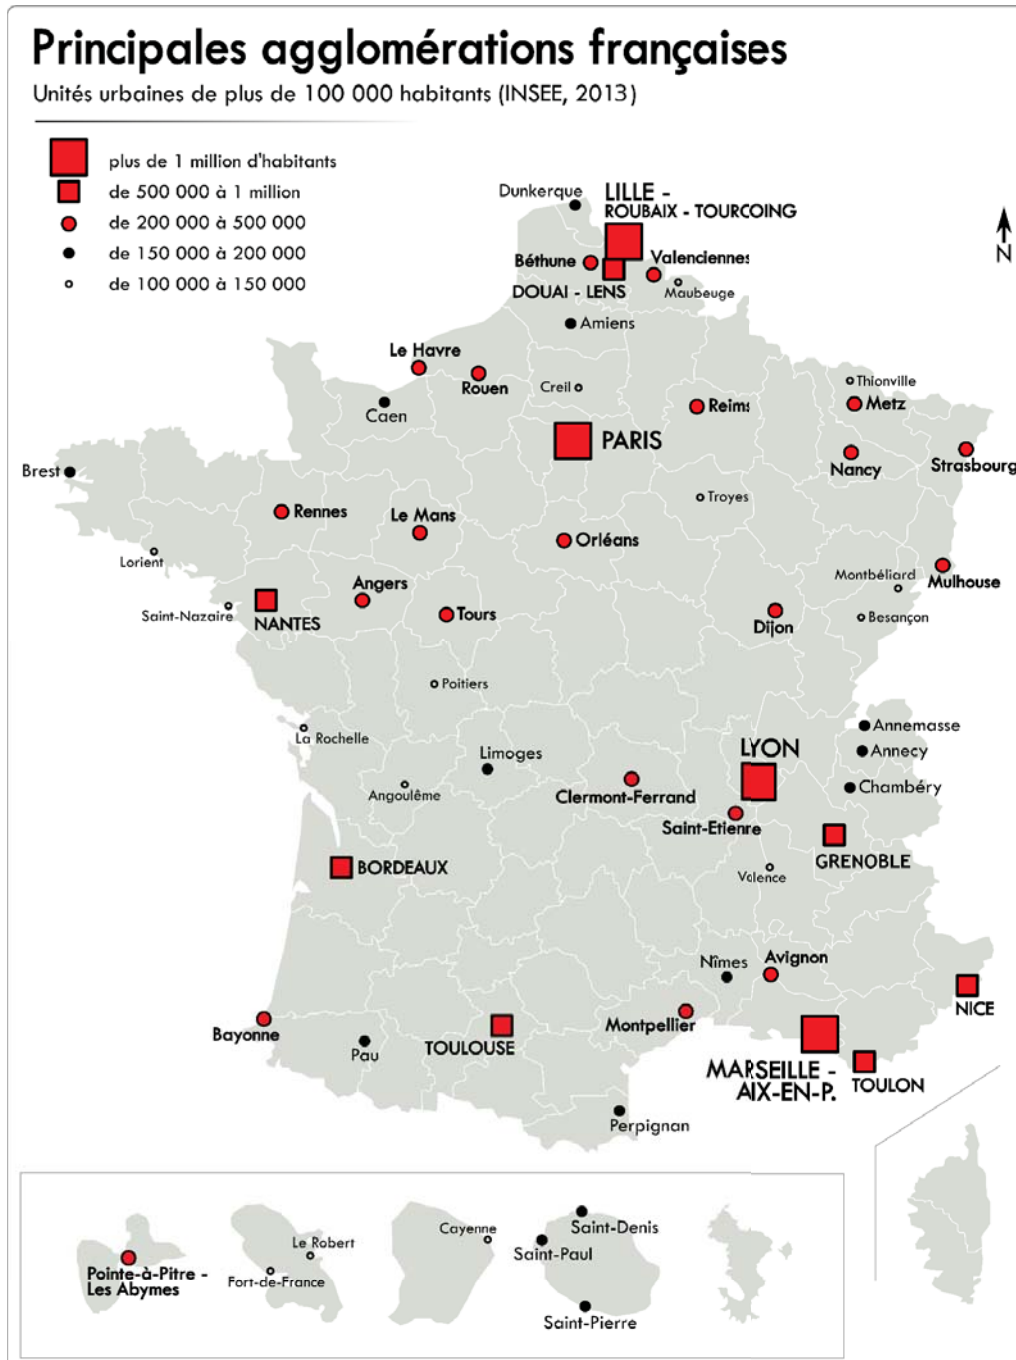 Principales agglomérations françaises
Unités urbaines de plus de 100 000 habitants (INSEE, 2013)
plus de 1 million d'habitants
de 500 000 à 1 million
de 200 000 à 500 000
de 150 000 à 200 000
de 100 000 à 150 000
N
Dunkerque
LILLE -
ROUBAIX - TOURCOING
Béthune
Valenciennes
DOUAI - LENS
Maubeuge
Amiens
Le Havre
Rouen
Creil
Thionville
Caen
Reims
Metz
PARIS
Brest
Nancy
Strasbourg
Troyes
Rennes
Le Mans
Orléans
Lorient
Montbéliard
Mulhouse
Angers
Saint-Nazaire
NANTES
Tours
Dijon
Besançon
Poitiers
La Rochelle
Annemasse
Limoges
LYON
Annecy
Angoulême
Clermont-Ferrand
Chambéry
Saint-Etienne
BORDEAUX
GRENOBLE
Valence
Nîmes
Avignon
NICE
Bayonne
Montpellier
Pau
TOULOUSE
MARSEILLE -
AIX-EN-P.
TOULON
Perpignan
Pointe-à-Pitre -
Les Abymes
Le Robert
Fort-de-France
Cayenne
Saint-Denis
Saint-Paul
Saint-Pierre